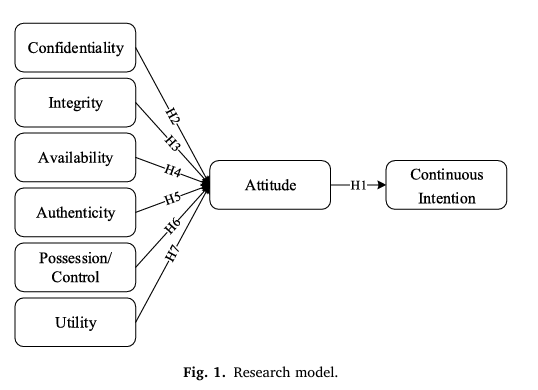 Confidentiality
H2
Integrity
H3
Availability
H4
Authenticity
H5
Possession/
Control
H6
Utility
H7
Attitude
H1
Continuous
Intention
Fig. 1. Research model.